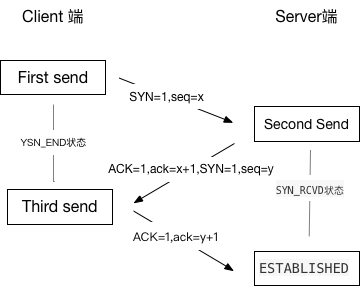 Client 端
Server端
First send
SYN=1,seq=x
Second Send
YSN_END状态
ACK=1,ack=x+1,SYN=1,seq=y
SYN_RCVD状态
Third send
ACK=1,ack=y+1
ESTABLISHED